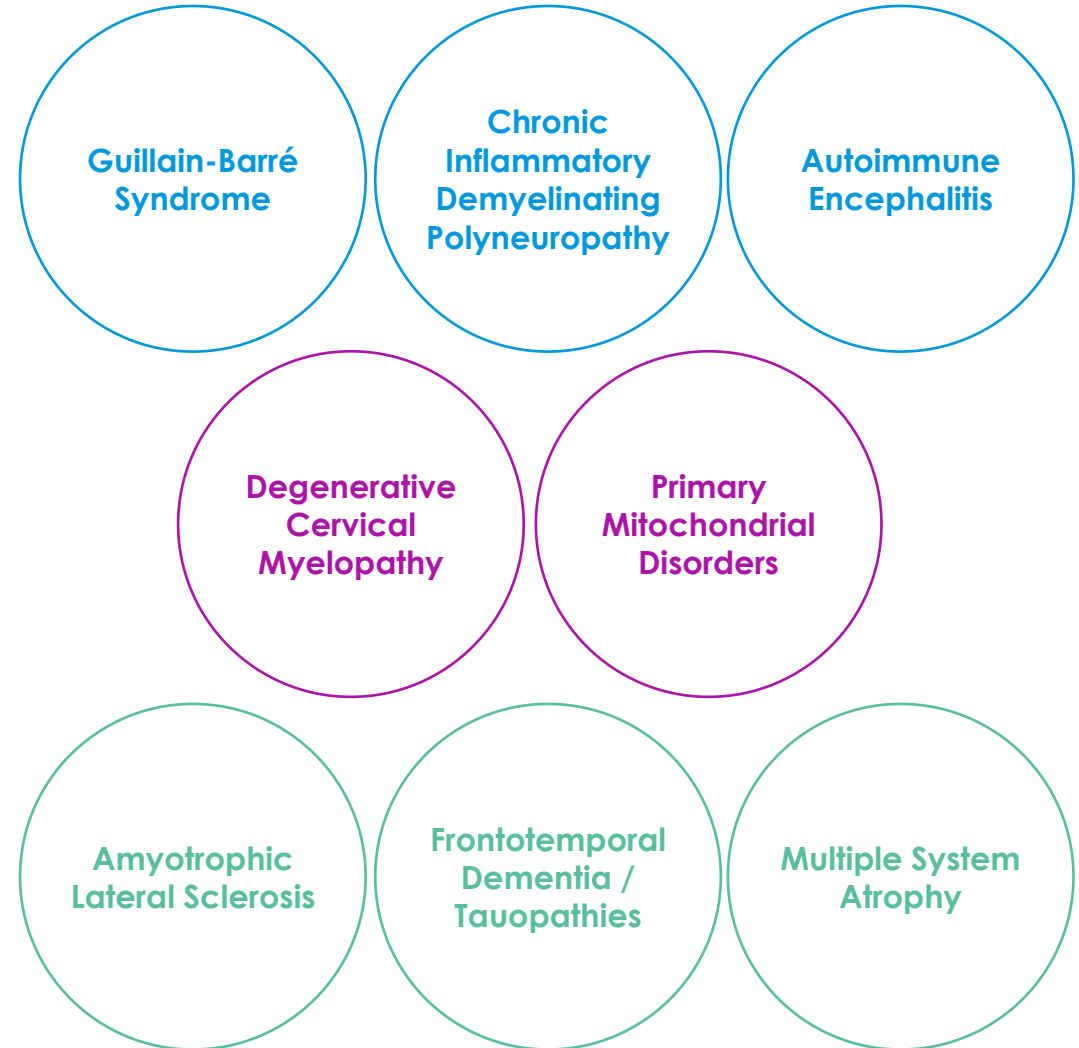 Guillain-Barré
Syndrome
Chronic
Inflammatory
Demyelinating
Polyneuropathy
Autoimmune
Encephalitis
Degenerative
Cervical
Myelopathy
Primary
Mitochondrial
Disorders
Amyotrophic
Lateral Sclerosis
Frontotemporal
Dementia /
Tauopathies
Multiple System
Atrophy